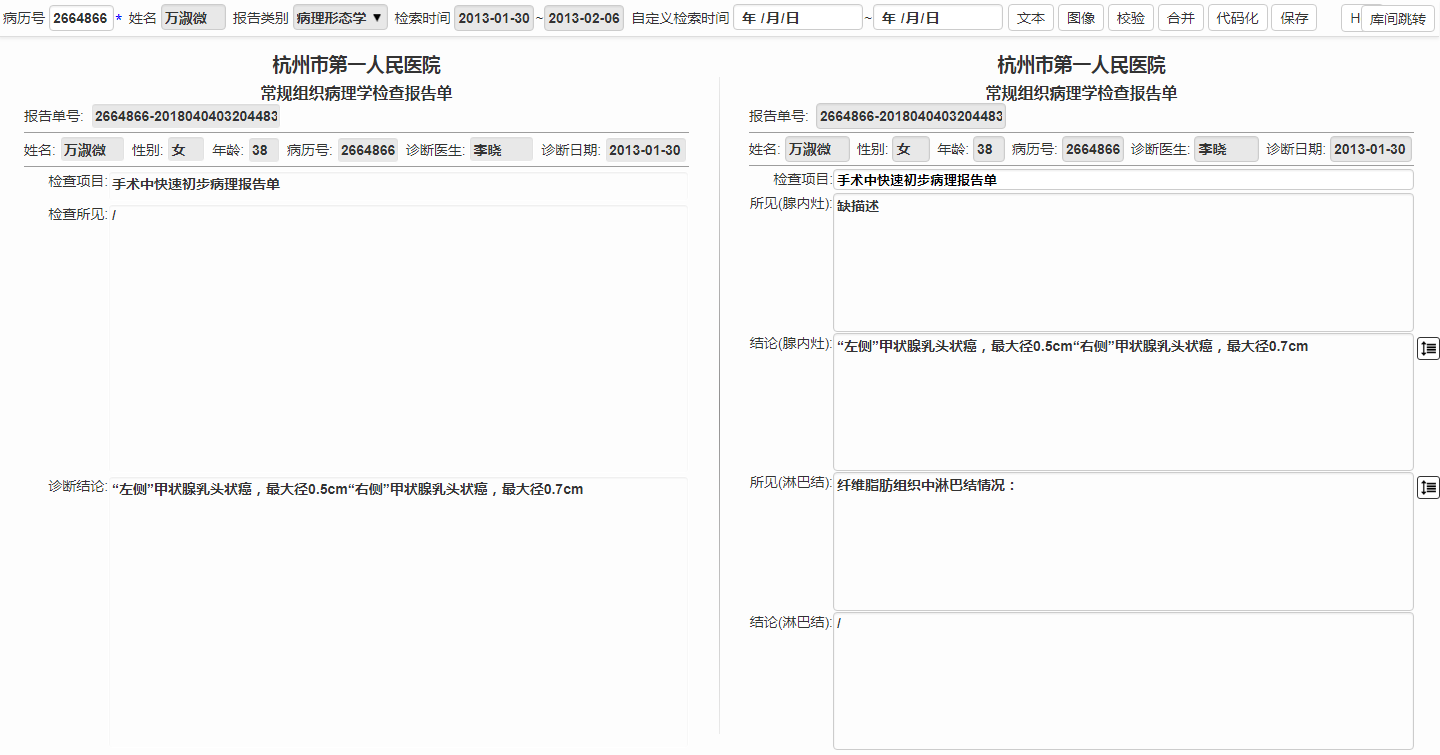 病历号 2664866 * 姓名 万淑微 报告类别 病理形态学 ▼ 检索时间 2013-01-30 ~ 2013-02-06 自定义检索时间 年 /月/日 ~ 年 /月/日 文本 图像 校验 合并 代码化 保存 H 库间跳转
杭州市第一人民医院
常规组织病理学检查报告单
报告单号: 2664866-2018040403204483
姓名: 万淑微 性别: 女 年龄: 38 病历号: 2664866 诊断医生: 李晓 诊断日期: 2013-01-30
检查项目: 手术中快速初步病理报告单
检查所见: /
诊断结论: “左侧”甲状腺乳头状癌，最大径0.5cm“右侧”甲状腺乳头状癌，最大径0.7cm
杭州市第一人民医院
常规组织病理学检查报告单
报告单号: 2664866-2018040403204483
姓名: 万淑微 性别: 女 年龄: 38 病历号: 2664866 诊断医生: 李晓 诊断日期: 2013-01-30
检查项目: 手术中快速初步病理报告单
所见(腺内灶): 缺描述
结论(腺内灶): “左侧”甲状腺乳头状癌，最大径0.5cm“右侧”甲状腺乳头状癌，最大径0.7cm
所见(淋巴结): 纤维脂肪组织中淋巴结情况：
结论(淋巴结): /